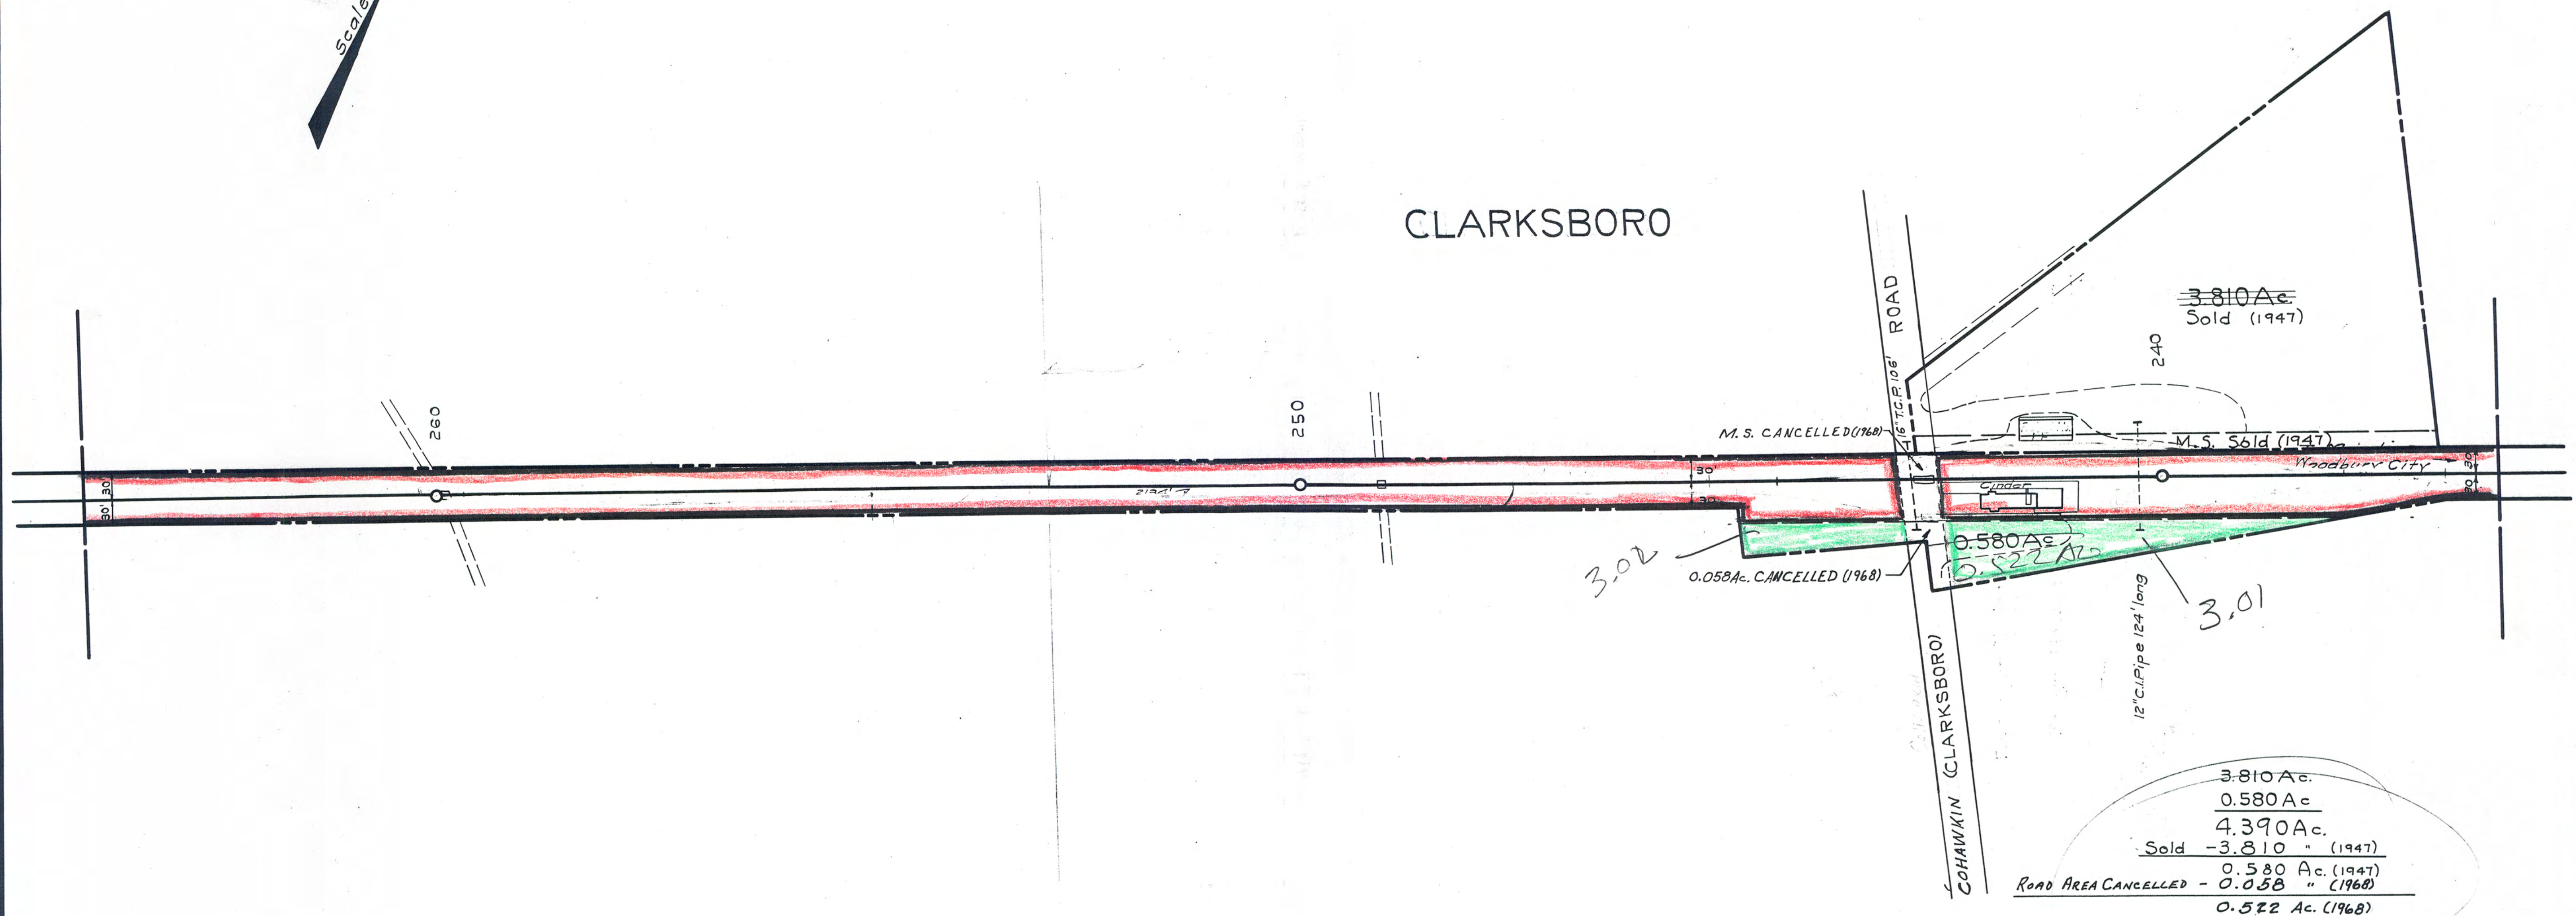 Scale
CLARKSBORO
3.810 Ac.
Sold (1947)
ROAD
16" T.C.P. 106'
240
260
250
M.S. CANCELLED (1968)
M.S. Sold (1947)
Woodbury City
30'
30'
30'
30'
30'
30'
Cinder
0.580 Ac
0.522 Ac
3.02
0.058 Ac. CANCELLED (1968)
3.01
12" C.I. Pipe 124' long
COHAWKIN (CLARKSBORO)
3.810 Ac.
0.580 Ac
4.390 Ac.
Sold -3.810 " (1947)
0.580 Ac. (1947)
ROAD AREA CANCELLED - 0.058 " (1968)
0.522 Ac. (1968)